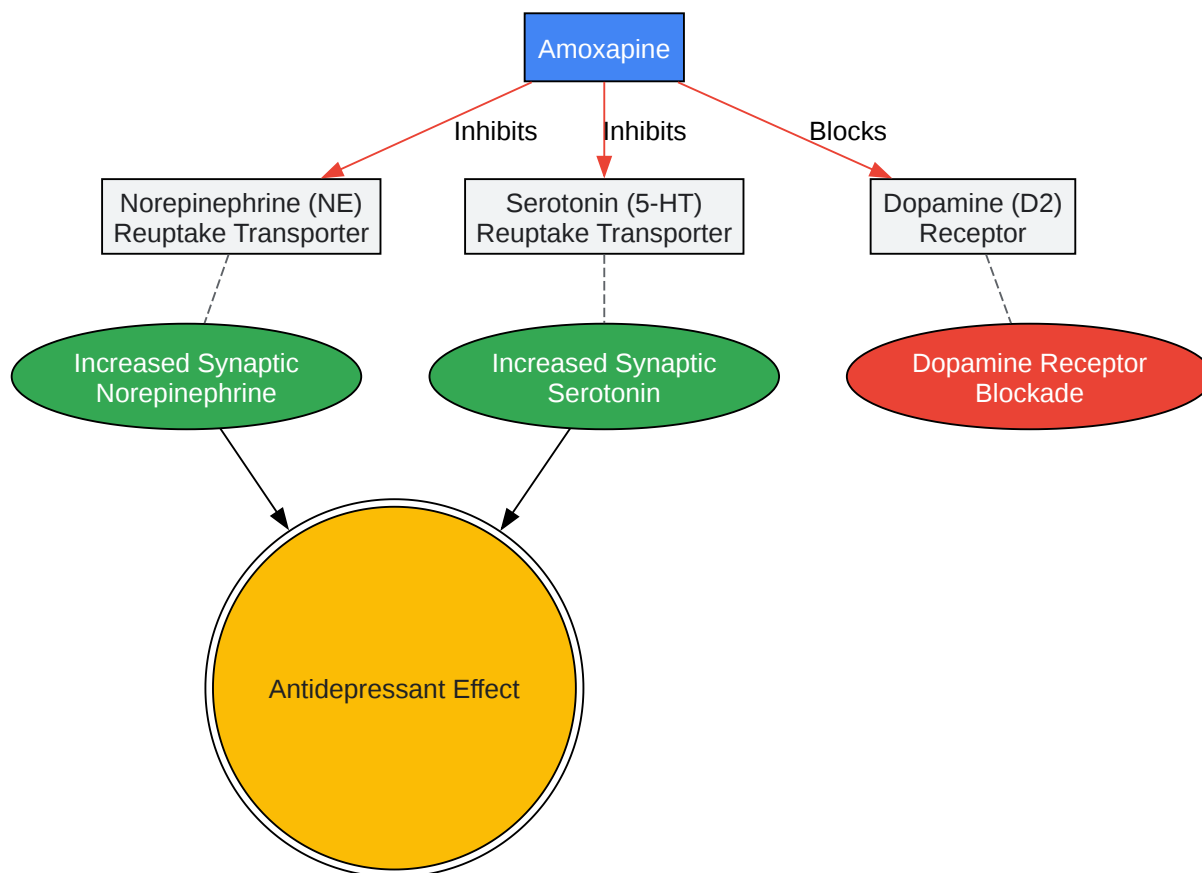 Amoxapine
Inhibits
Inhibits
Blocks
Norepinephrine (NE)
Reuptake Transporter
Serotonin (5-HT)
Reuptake Transporter
Dopamine (D2)
Receptor
Increased Synaptic
Norepinephrine
Increased Synaptic
Serotonin
Dopamine Receptor
Blockade
Antidepressant Effect